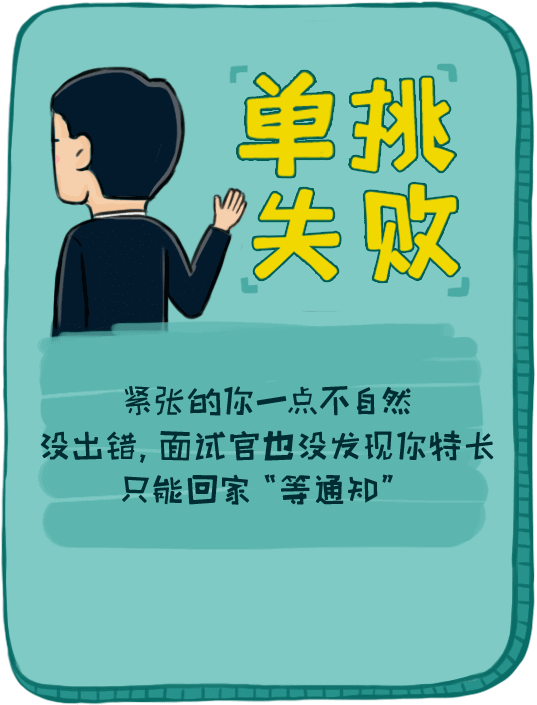 单挑
失败
紧张的你一点不自然
没出错，面试官也没发现你特长
只能回家“等通知”